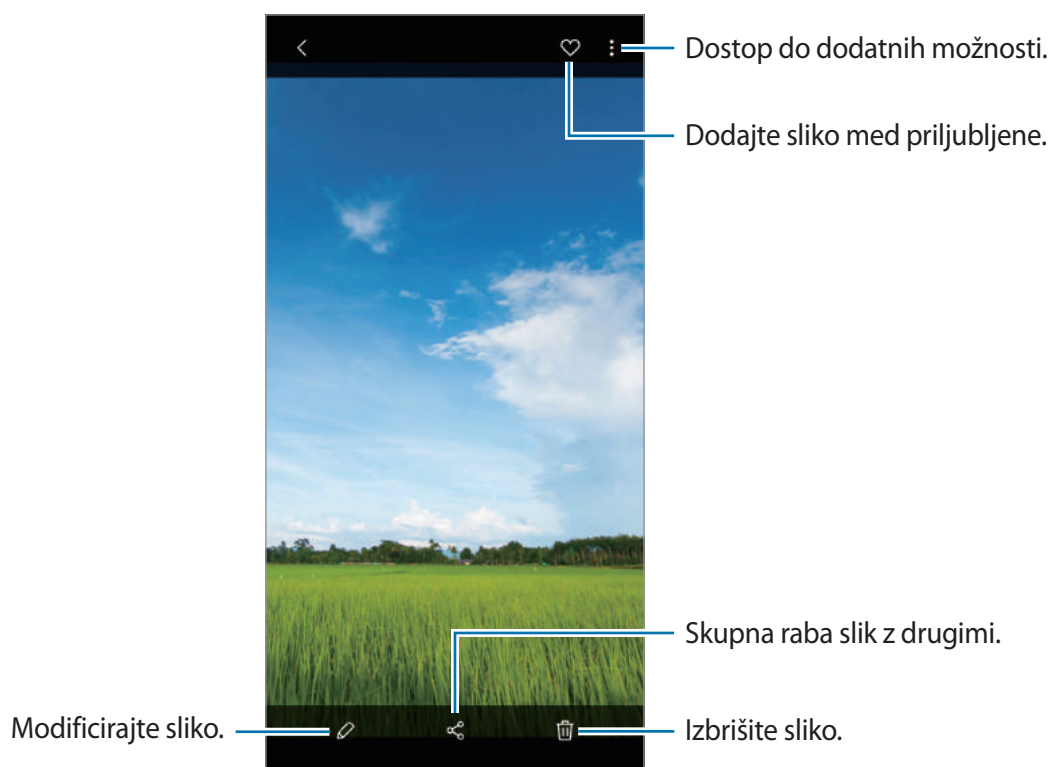 Dostop do dodatnih možnosti.
Dodajte sliko med priljubljene.
Skupna raba slik z drugimi.
Modificirajte sliko.
Izbrišite sliko.